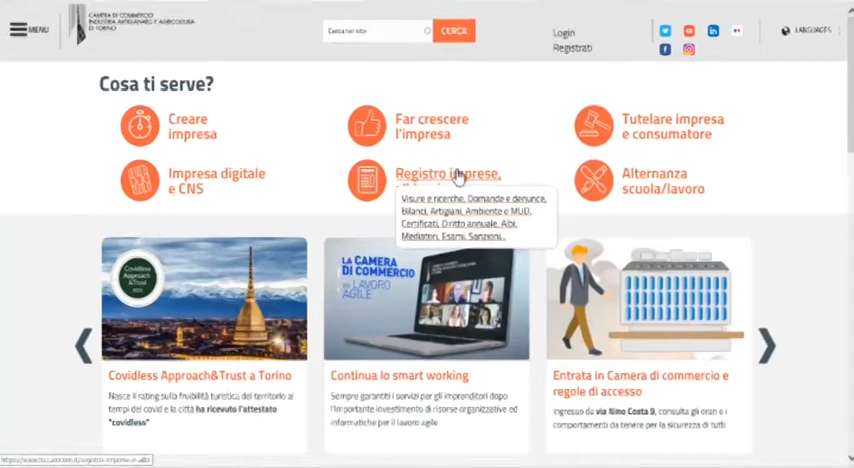 MENU
CAMERA DI COMMERCIO
INDUSTRIA ARTIGIANATO E AGRICOLTURA
DI TORINO
Cerca nel sito
CERCA
Login
Registrati
LANGUAGES
Cosa ti serve?
Creare
impresa
Far crescere
l'impresa
Tutelare impresa
e consumatore
Impresa digitale
e CNS
Registro imprese,
Alternanza
scuola/lavoro
Visure e ricerche, Domande e denunce,
Bilanci, Artigiani, Ambiente e MUD,
Certificati, Diritto annuale, Albi,
Mediatori, Esami, Sanzioni...
Covidless
Approach
&Trust
LA CAMERA
DI COMMERCIO
IN LAVORO
AGILE
Covidless Approach&Trust a Torino
Nasce il rating sulla fruibilità turistica del territorio ai
tempi del covid e la città ha ricevuto l'attestato
"covidless"
Continua lo smart working
Sempre garantiti i servizi per gli imprenditori dopo
l'importante investimento di risorse organizzative ed
informatiche per il lavoro agile
Entrata in Camera di commercio e
regole di accesso
Ingresso da via Nino Costa 9, consulta gli orari e i
comportamenti da tenere per la sicurezza di tutti